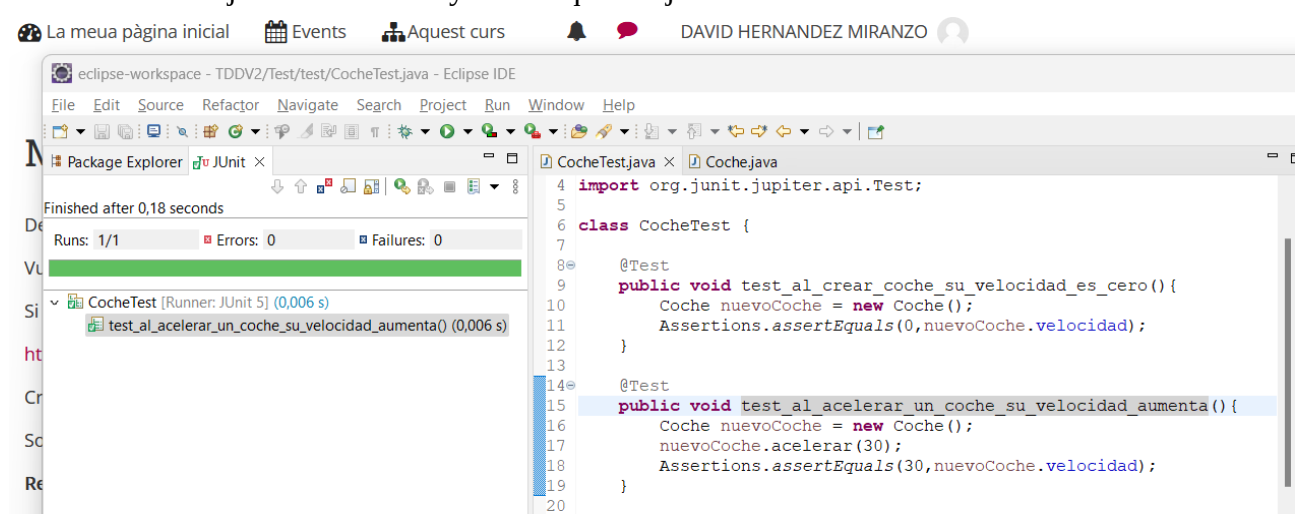 La meua pàgina inicial Events Aquest curs DAVID HERNANDEZ MIRANZO
eclipse-workspace - TDDV2/Test/test/CocheTest.java - Eclipse IDE
File Edit Source Refactor Navigate Search Project Run Window Help
Package Explorer JUnit
Finished after 0,18 seconds
Runs: 1/1 Errors: 0 Failures: 0
CocheTest [Runner: JUnit 5] (0,006 s)
test_al_acelerar_un_coche_su_velocidad_aumenta() (0,006 s)
CocheTest.java Coche.java
4 import org.junit.jupiter.api.Test;
5
6 class CocheTest {
7
8 @Test
9 public void test_al_crear_coche_su_velocidad_es_cero(){
10 Coche nuevoCoche = new Coche();
11 Assertions.assertEquals(0,nuevoCoche.velocidad);
12 }
13
14 @Test
15 public void test_al_acelerar_un_coche_su_velocidad_aumenta(){
16 Coche nuevoCoche = new Coche();
17 nuevoCoche.acelerar(30);
18 Assertions.assertEquals(30,nuevoCoche.velocidad);
19 }
20